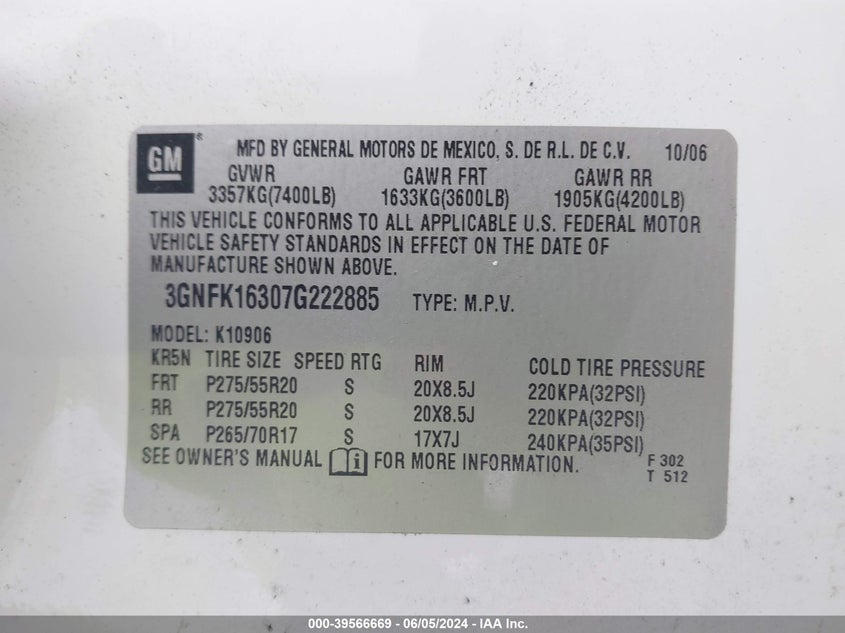 GM ® MFD BY GENERAL MOTORS DE MEXICO, S. DE R.L. DE C.V. 10/06
GVWR GAWR FRT GAWR RR
3357KG(7400LB) 1633KG(3600LB) 1905KG(4200LB)
THIS VEHICLE CONFORMS TO ALL APPLICABLE U.S. FEDERAL MOTOR
VEHICLE SAFETY STANDARDS IN EFFECT ON THE DATE OF
MANUFACTURE SHOWN ABOVE.
3GNFK16307G222885 TYPE: M.P.V.
MODEL: K10906
KR5N TIRE SIZE SPEED RTG RIM COLD TIRE PRESSURE
FRT P275/55R20 S 20X8.5J 220KPA(32PSI)
RR P275/55R20 S 20X8.5J 220KPA(32PSI)
SPA P265/70R17 S 17X7J 240KPA(35PSI)
SEE OWNER'S MANUAL i FOR MORE INFORMATION. F 302
T 512
000-39566669 - 06/05/2024 - IAA Inc.